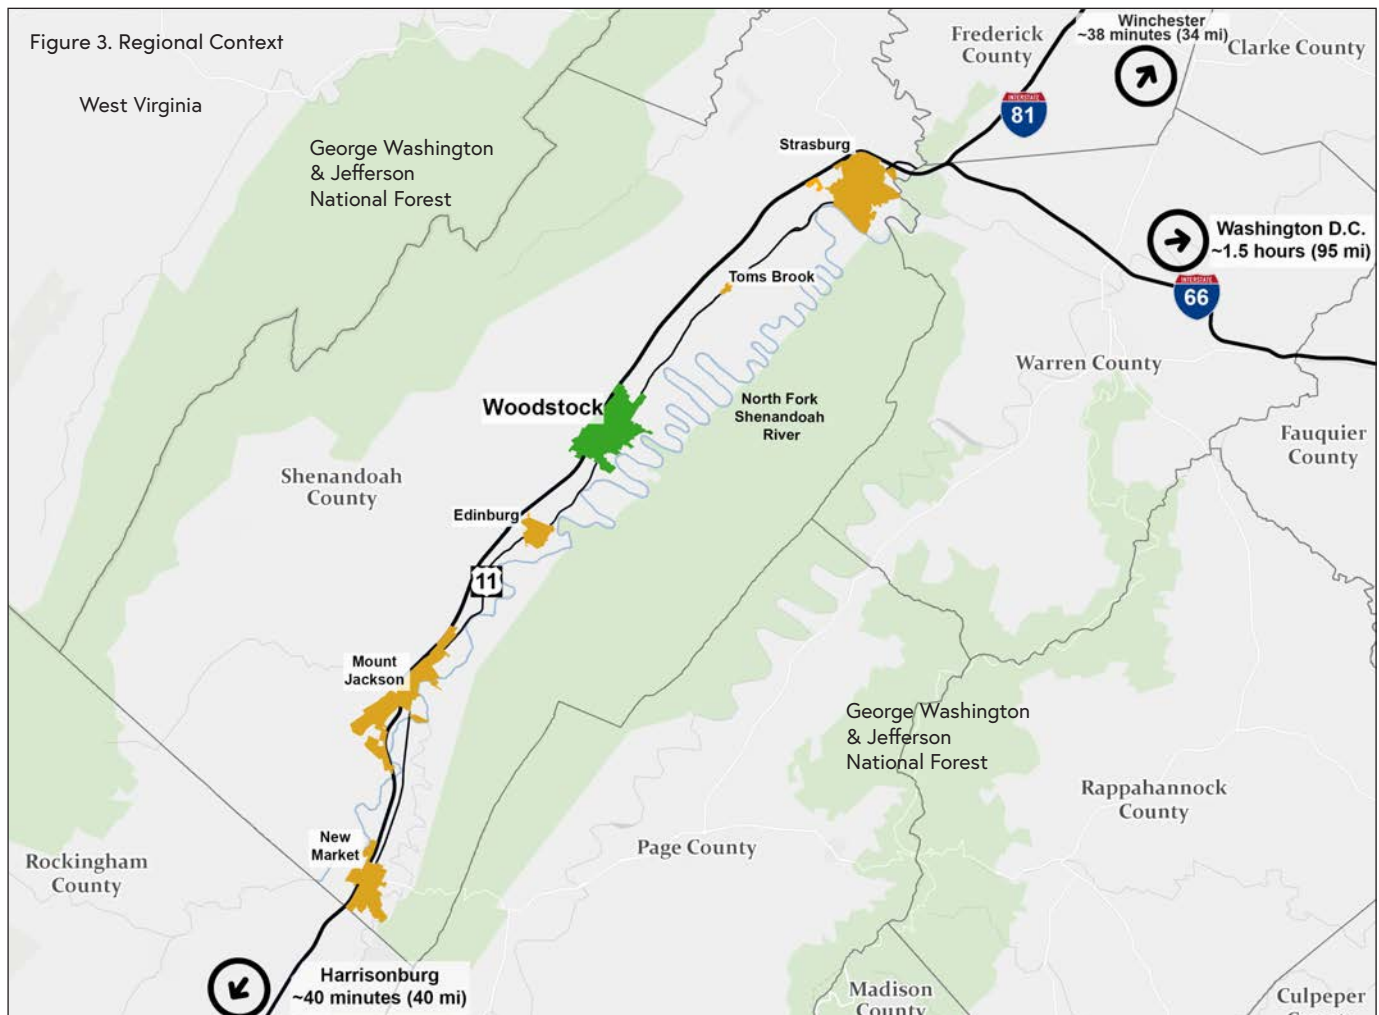 Figure 3. Regional Context
West Virginia
George Washington
& Jefferson
National Forest
Frederick
County
Winchester
~38 minutes (34 mi)
Clarke County
INTERSTATE
81
Strasburg
Washington D.C.
~1.5 hours (95 mi)
INTERSTATE
66
Toms Brook
Warren County
Woodstock
North Fork
Shenandoah
River
Fauquier
County
Shenandoah
County
Edinburg
11
Mount
Jackson
George Washington
& Jefferson
National Forest
Rappahannock
County
New
Market
Page County
Rockingham
County
Harrisonburg
~40 minutes (40 mi)
Madison
County
Culpeper